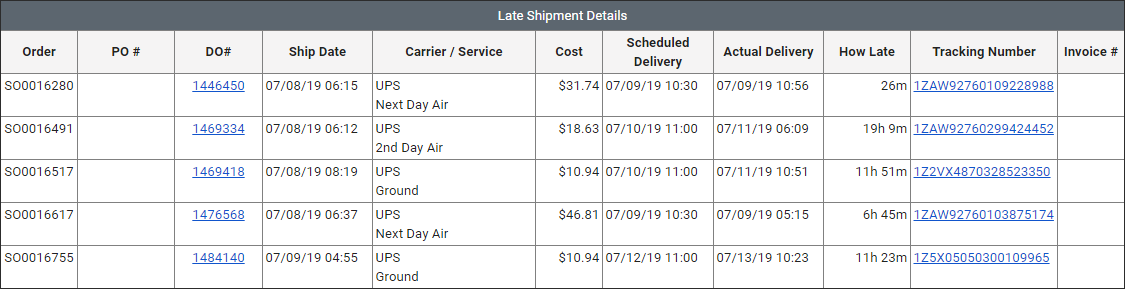 Late Shipment Details
Order PO # DO# Ship Date Carrier / Service Cost Scheduled Delivery Actual Delivery How Late Tracking Number Invoice #
SO0016280 1446450 07/08/19 06:15 UPS $31.74 07/09/19 10:30 07/09/19 10:56 26m 1ZAW92760109228988
Next Day Air
SO0016491 1469334 07/08/19 06:12 UPS $18.63 07/10/19 11:00 07/11/19 06:09 19h 9m 1ZAW92760299424452
2nd Day Air
SO0016517 1469418 07/08/19 08:19 UPS $10.94 07/10/19 11:00 07/11/19 10:51 11h 51m 1Z2VX4870328523350
Ground
SO0016617 1476568 07/08/19 06:37 UPS $46.81 07/09/19 10:30 07/09/19 05:15 6h 45m 1ZAW92760103875174
Next Day Air
SO0016755 1484140 07/09/19 04:55 UPS $10.94 07/12/19 11:00 07/13/19 10:23 11h 23m 1Z5X05050300109965
Ground